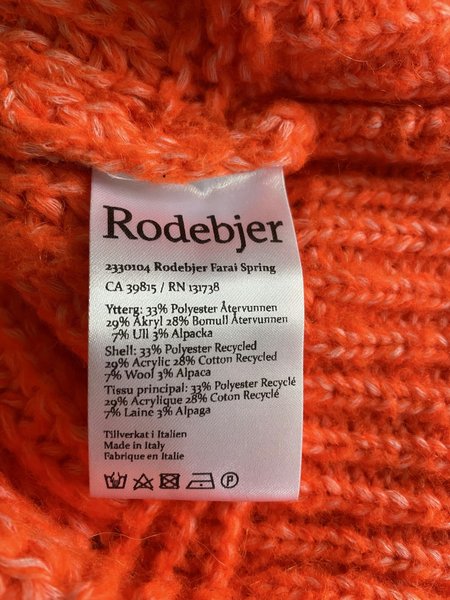 Rodebjer
2330104 Rodebjer Farai Spring
CA 39815 / RN 131738
Ytterg: 33% Polyester Återvunnen
29% Akryl 28% Bomull Återvunnen
7% Ull 3% Alpacka
Shell: 33% Polyester Recycled
29% Acrylic 28% Cotton Recycled
7% Wool 3% Alpaca
Tissu principal: 33% Polyester Recyclé
29% Acrylique 28% Coton Recyclé
7% Laine 3% Alpaga
Tillverkat i Italien
Made in Italy
Fabrique en Italie
P